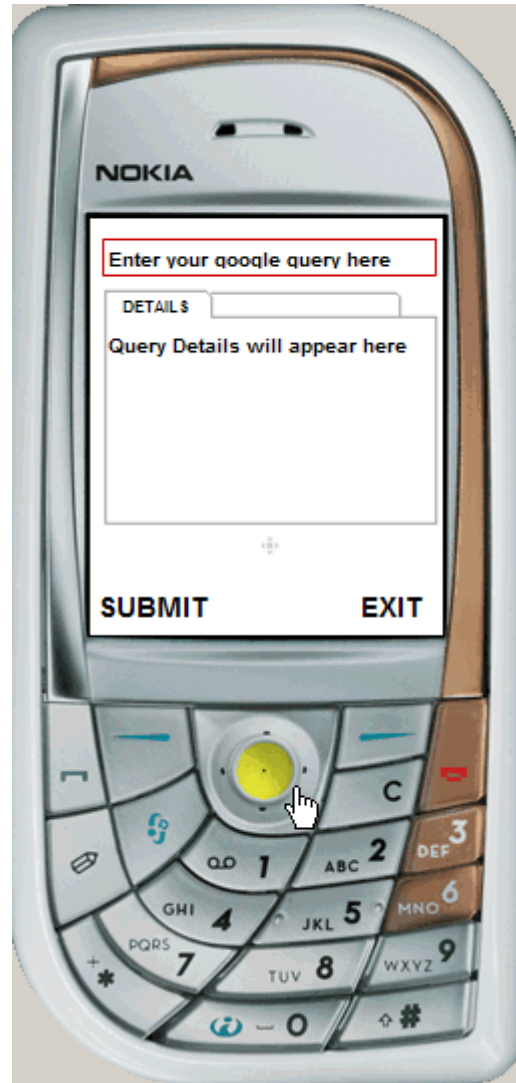 NOKIA
Enter your google query here
DETAILS
Query Details will appear here
SUBMIT EXIT
C
1 ABC 2 DEF 3
GHI 4 JKL 5 MNO 6
PQRS 7 TUV 8 WXYZ 9
+ * 0 #